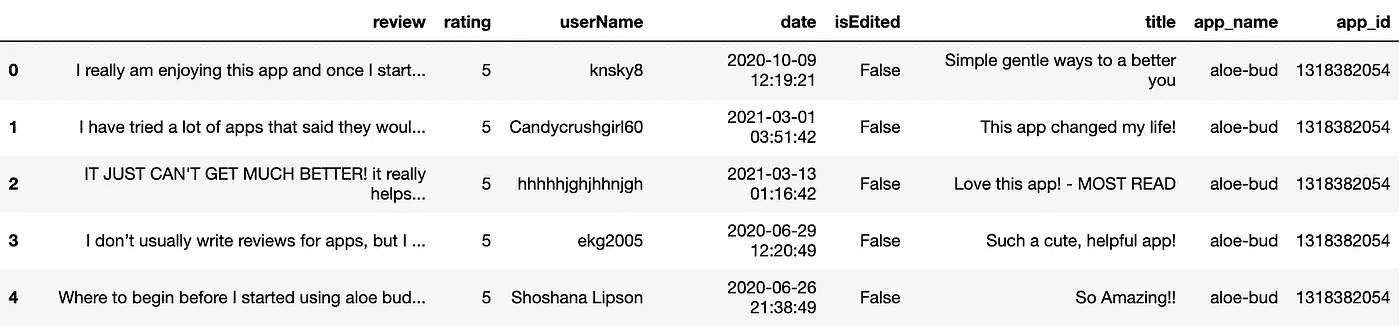 review rating userName date isEdited title app_name app_id
0 I really am enjoying this app and once I start... 5 knsky8 2020-10-09 12:19:21 False Simple gentle ways to a better you aloe-bud 1318382054
1 I have tried a lot of apps that said they woul... 5 Candycrushgirl60 2021-03-01 03:51:42 False This app changed my life! aloe-bud 1318382054
2 IT JUST CAN'T GET MUCH BETTER! it really helps... 5 hhhhhjghjhhnjgh 2021-03-13 01:16:42 False Love this app! - MOST READ aloe-bud 1318382054
3 I don’t usually write reviews for apps, but I ... 5 ekg2005 2020-06-29 12:20:49 False Such a cute, helpful app! aloe-bud 1318382054
4 Where to begin before I started using aloe bud... 5 Shoshana Lipson 2020-06-26 21:38:49 False So Amazing!! aloe-bud 1318382054